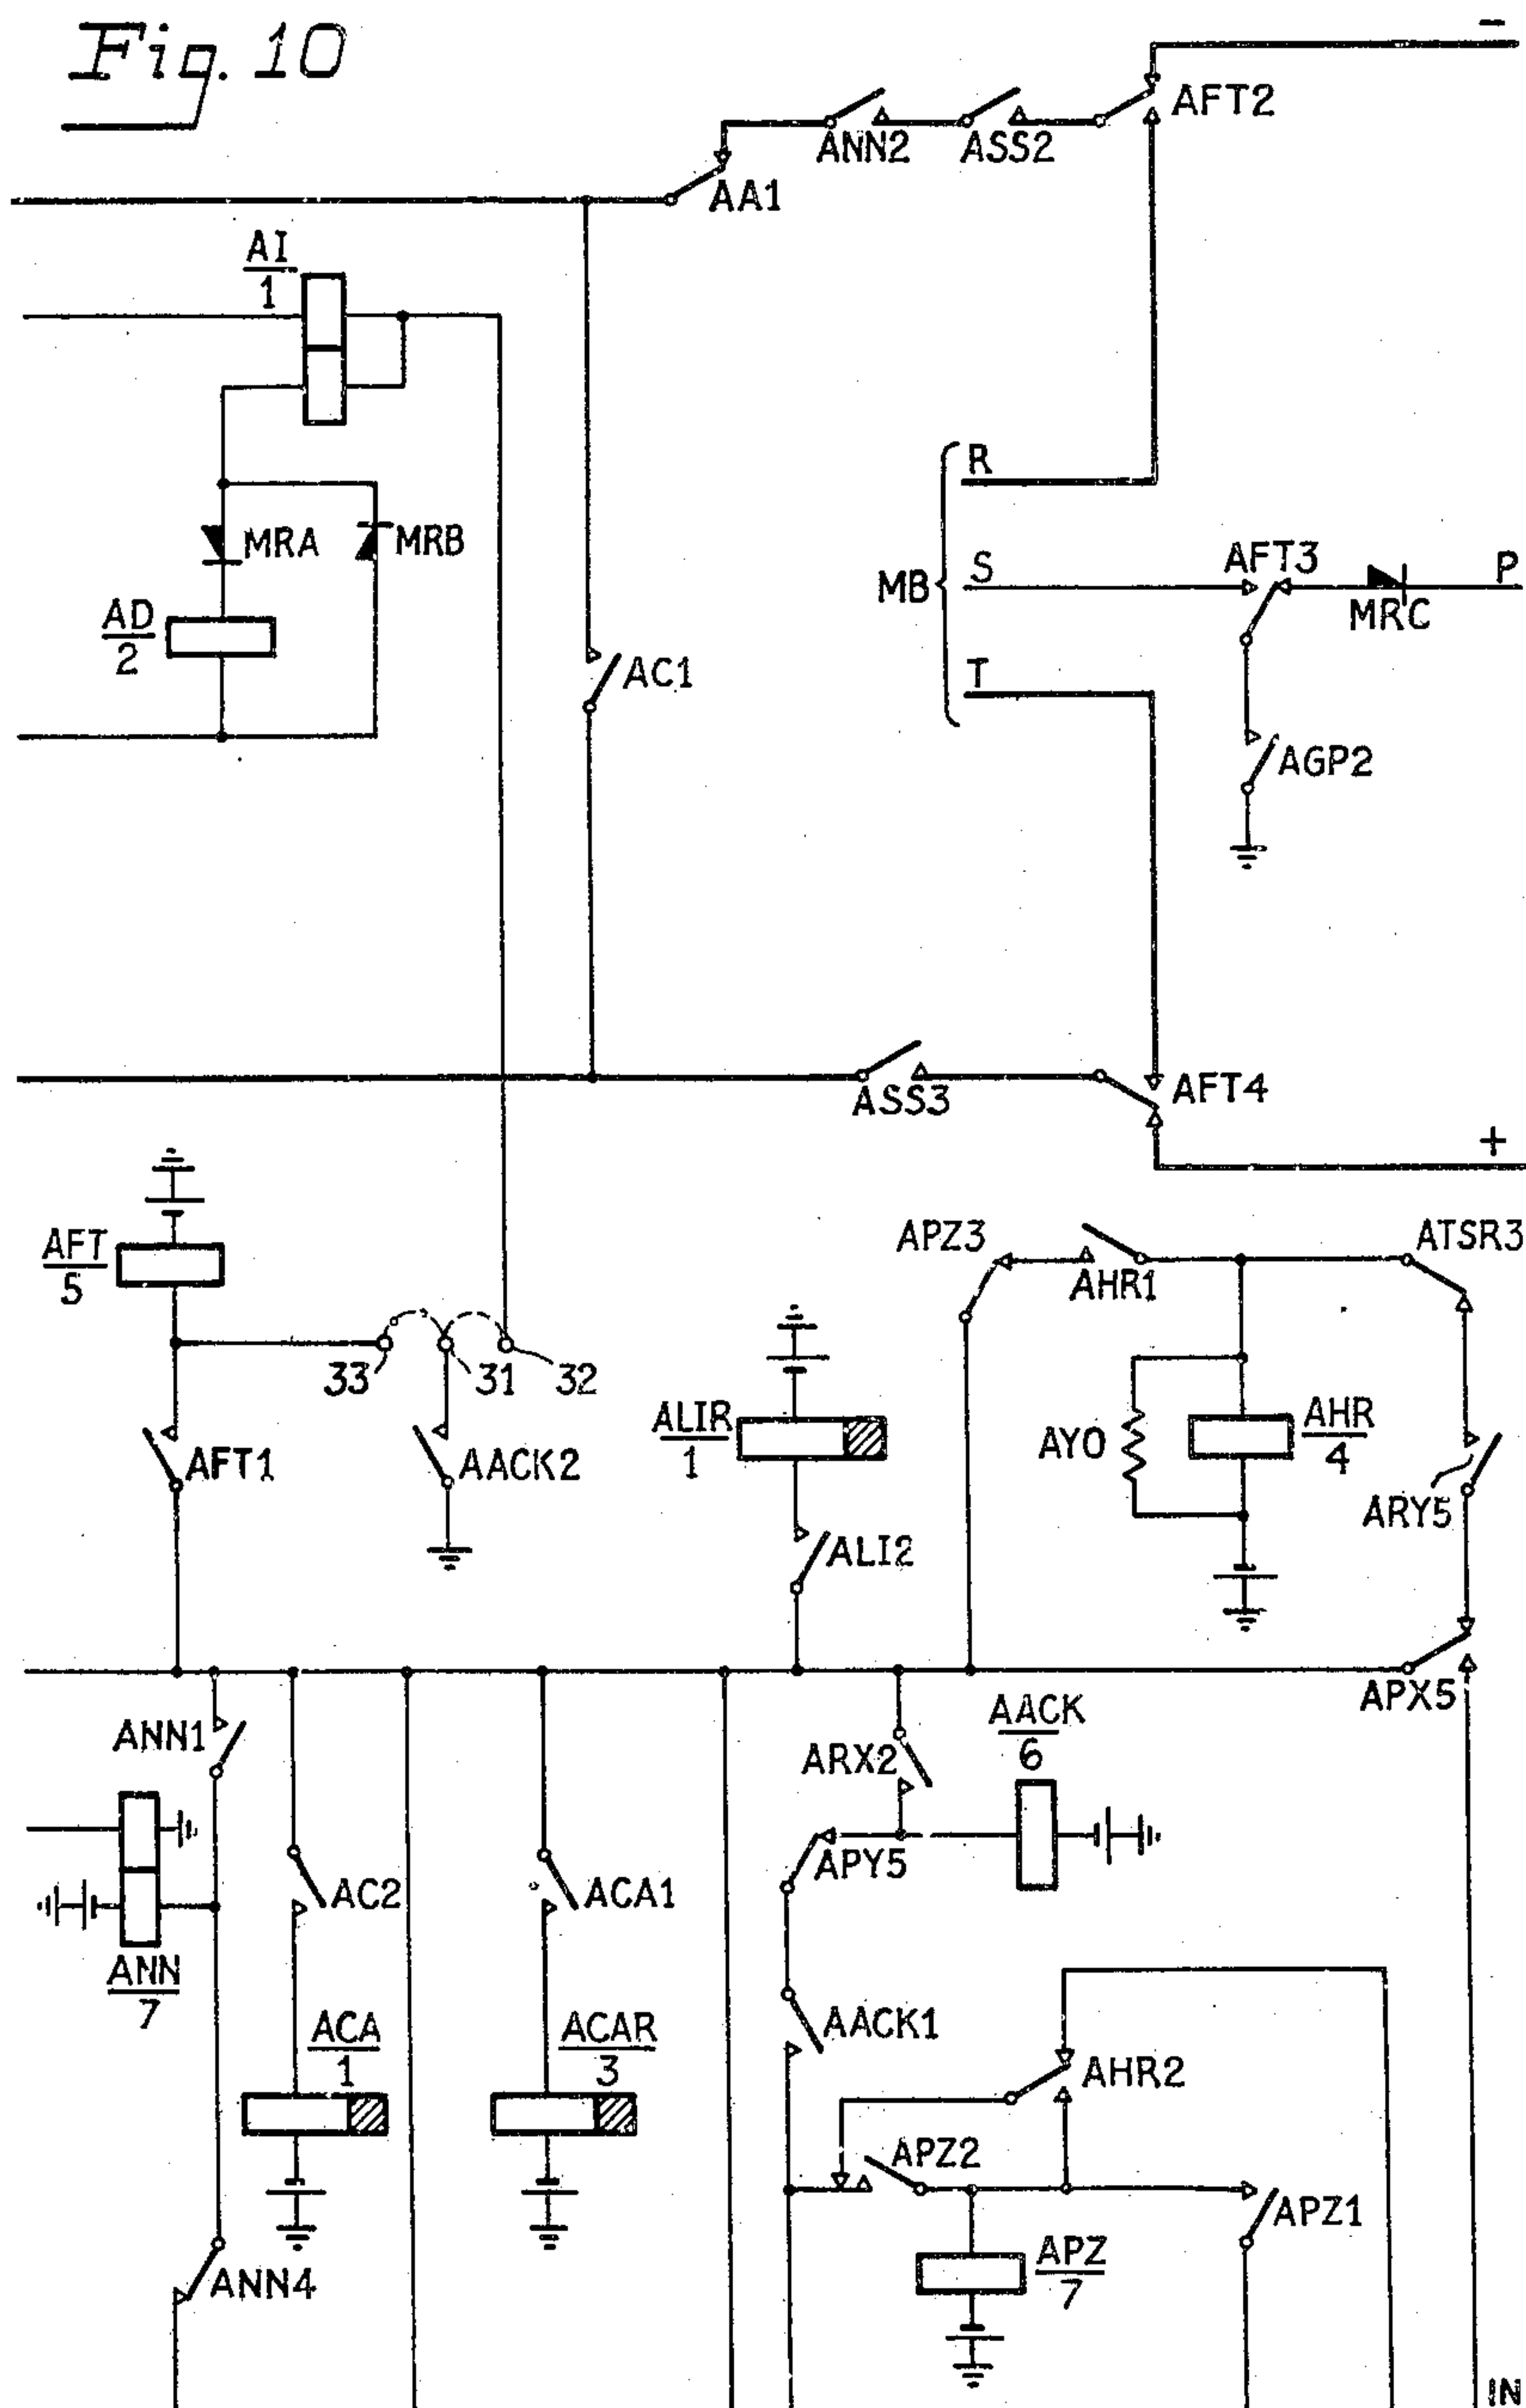 Fig. 10
-
AFT2
ANN2
ASS2
AA1
AI
1
R
MRA
MRB
AFT3
S
P
MB
MRC
AD
2
T
AC1
AGP2
ASS3
AFT4
+
AFT
5
APZ3
ATSR3
AHR1
33
31
32
ALIR
1
AYO
AHR
4
AFT1
AACK2
ARY5
ALI2
ANN1
AACK
6
APX5
ARX2
APY5
AC2
ACA1
ANN
7
ACA
1
ACAR
3
AACK1
AHR2
APZ2
APZ1
ANN4
APZ
7
IN